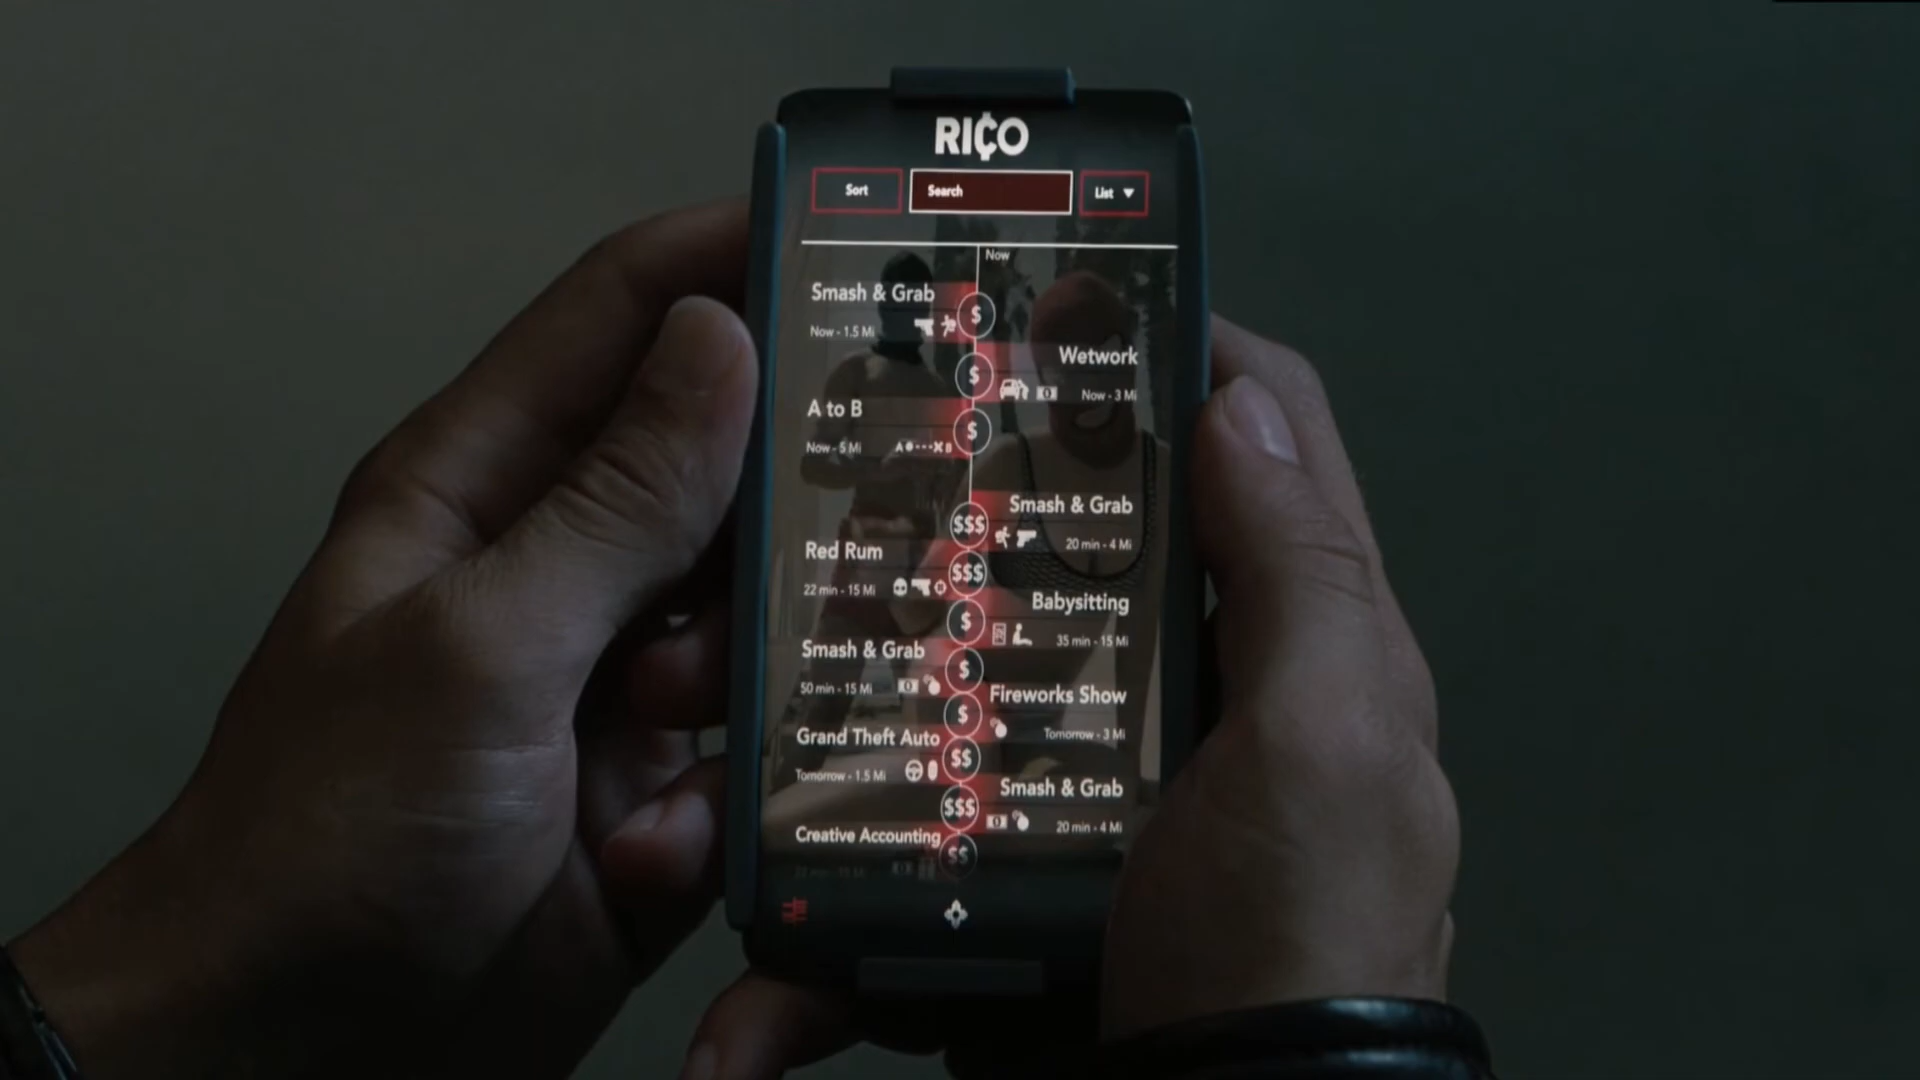 RI¢O
Sort
Search
List
Now
Smash & Grab
$
Now - 1.5 Mi
Wetwork
$
Now - 3 Mi
A to B
$
Now - 5 Mi
A
X B
Smash & Grab
$$$
20 min - 4 Mi
Red Rum
$$$
22 min - 15 Mi
Babysitting
$
35 min - 15 Mi
Smash & Grab
$
50 min - 15 Mi
Fireworks Show
$
Tomorrow - 3 Mi
Grand Theft Auto
$$
Tomorrow - 1.5 Mi
Smash & Grab
$$$
20 min - 4 Mi
Creative Accounting
$$